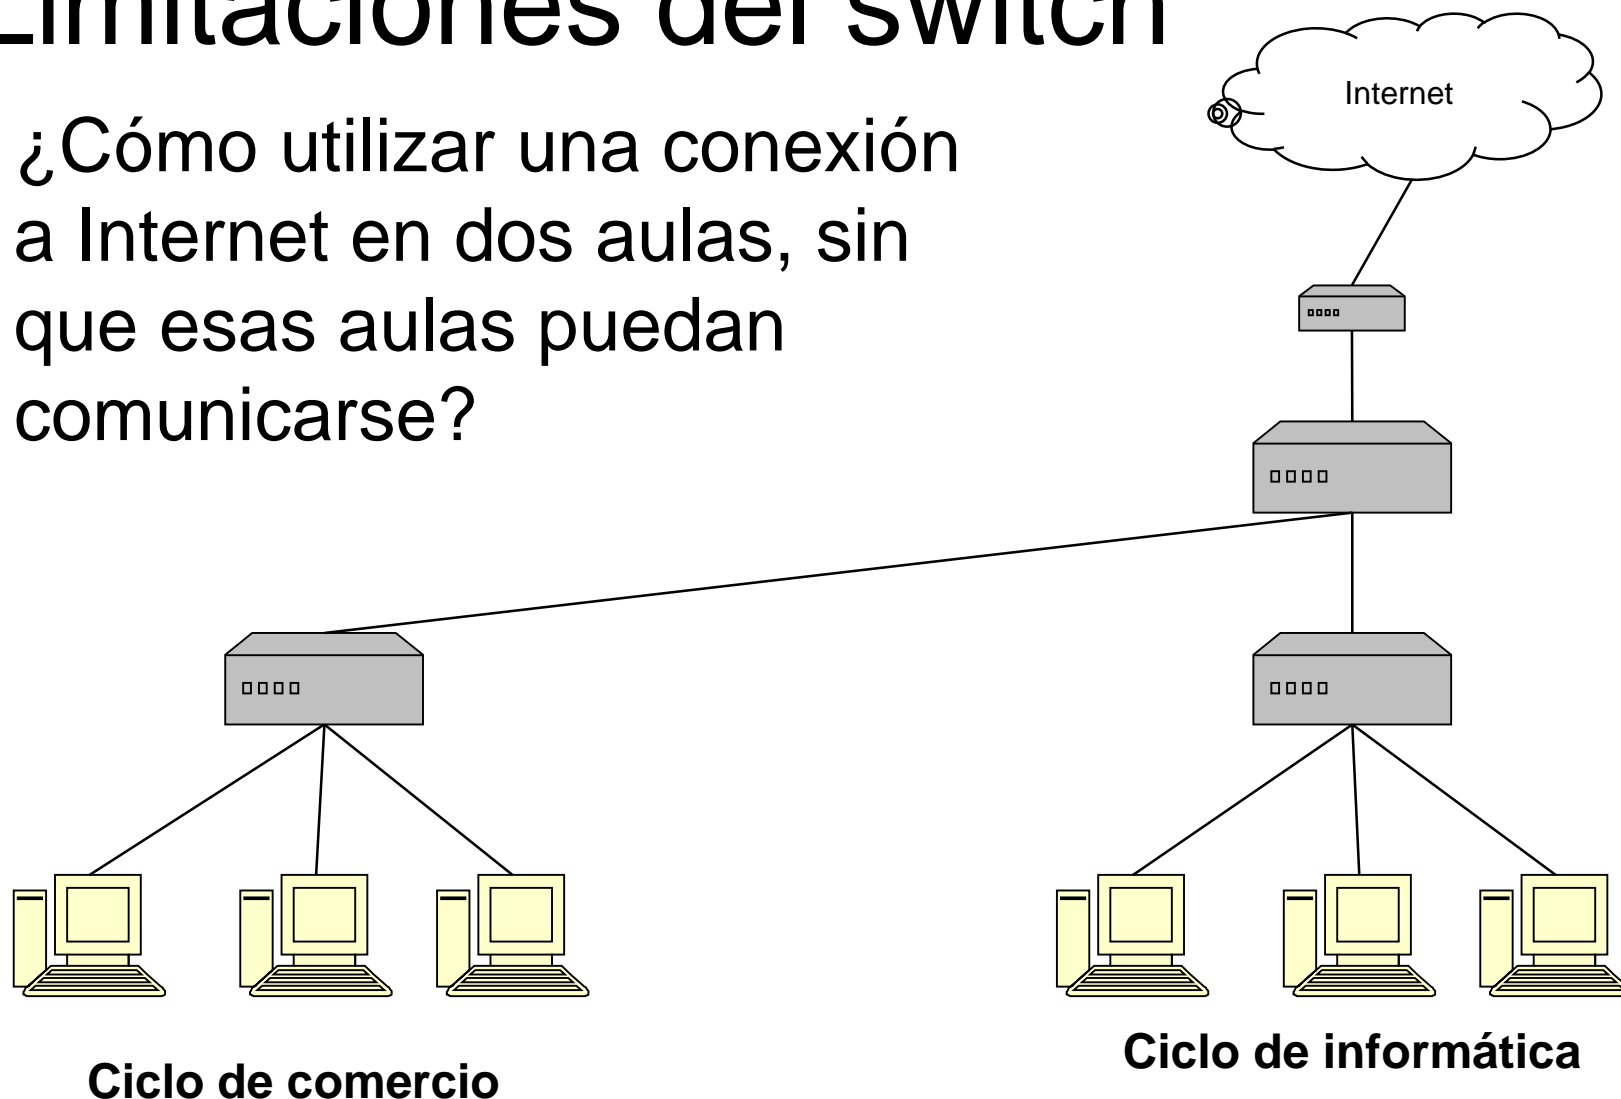 Limitaciones del switch
Internet
¿Cómo utilizar una conexión
a Internet en dos aulas, sin
que esas aulas puedan
comunicarse?
Ciclo de informática
Ciclo de comercio